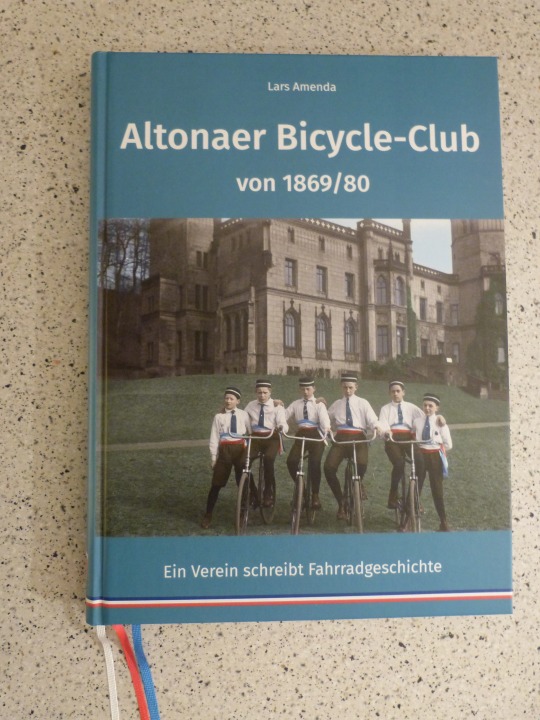 Lars Amenda
Altonaer Bicycle-Club
von 1869/80
Ein Verein schreibt Fahrradgeschichte